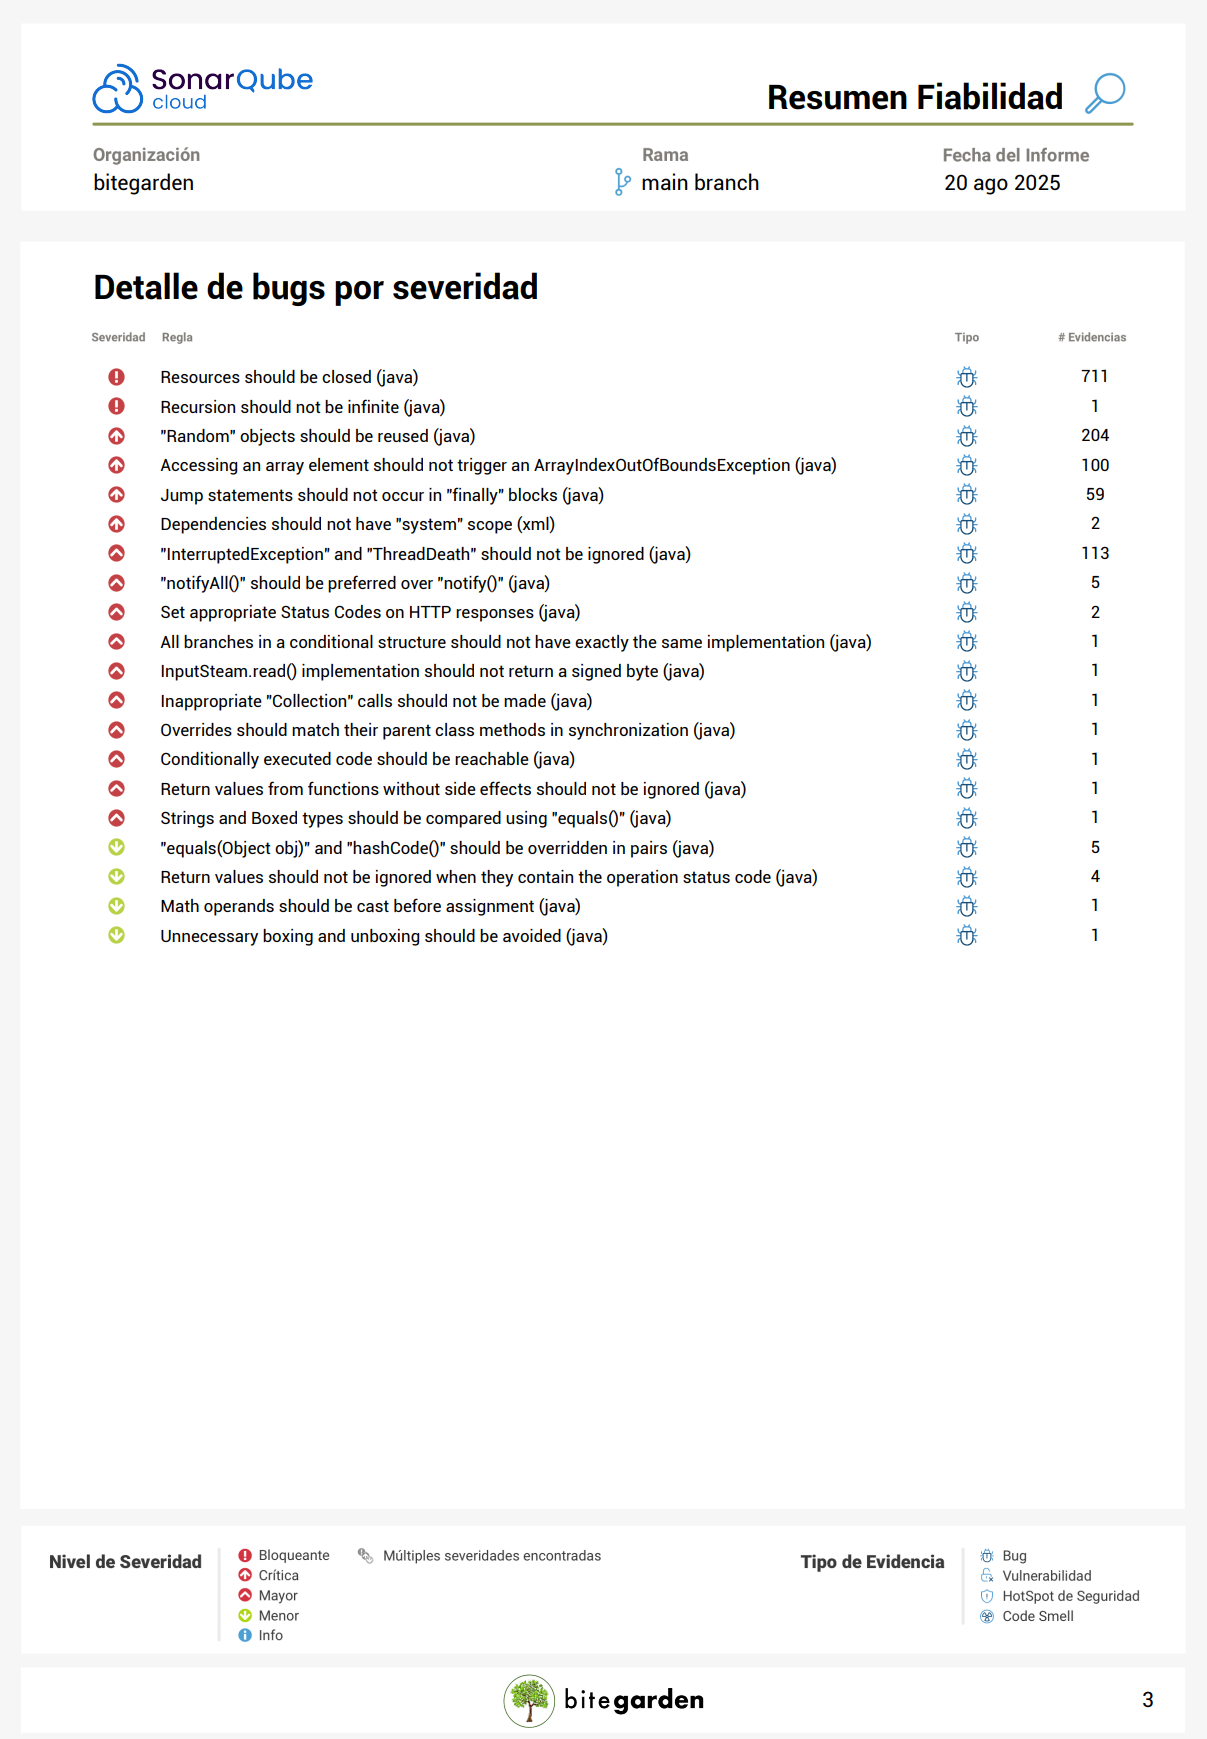 SonarQube
cloud
Resumen Fiabilidad
Organización Rama Fecha del Informe
bitegarden main branch 20 ago 2025
Detalle de bugs por severidad
Severidad Regla Tipo # Evidencias
Resources should be closed (java) 711
Recursion should not be infinite (java) 1
"Random" objects should be reused (java) 204
Accessing an array element should not trigger an ArrayIndexOutOfBoundsException (java) 100
Jump statements should not occur in "finally" blocks (java) 59
Dependencies should not have "system" scope (xml) 2
"InterruptedException" and "ThreadDeath" should not be ignored (java) 113
"notifyAll()" should be preferred over "notify()" (java) 5
Set appropriate Status Codes on HTTP responses (java) 2
All branches in a conditional structure should not have exactly the same implementation (java) 1
InputSteam.read() implementation should not return a signed byte (java) 1
Inappropriate "Collection" calls should not be made (java) 1
Overrides should match their parent class methods in synchronization (java) 1
Conditionally executed code should be reachable (java) 1
Return values from functions without side effects should not be ignored (java) 1
Strings and Boxed types should be compared using "equals()" (java) 1
"equals(Object obj)" and "hashCode()" should be overridden in pairs (java) 5
Return values should not be ignored when they contain the operation status code (java) 4
Math operands should be cast before assignment (java) 1
Unnecessary boxing and unboxing should be avoided (java) 1
Nivel de Severidad
Bloqueante
Crítica
Mayor
Menor
Info
Múltiples severidades encontradas
Tipo de Evidencia
Bug
Vulnerabilidad
HotSpot de Seguridad
Code Smell
bitegarden
3